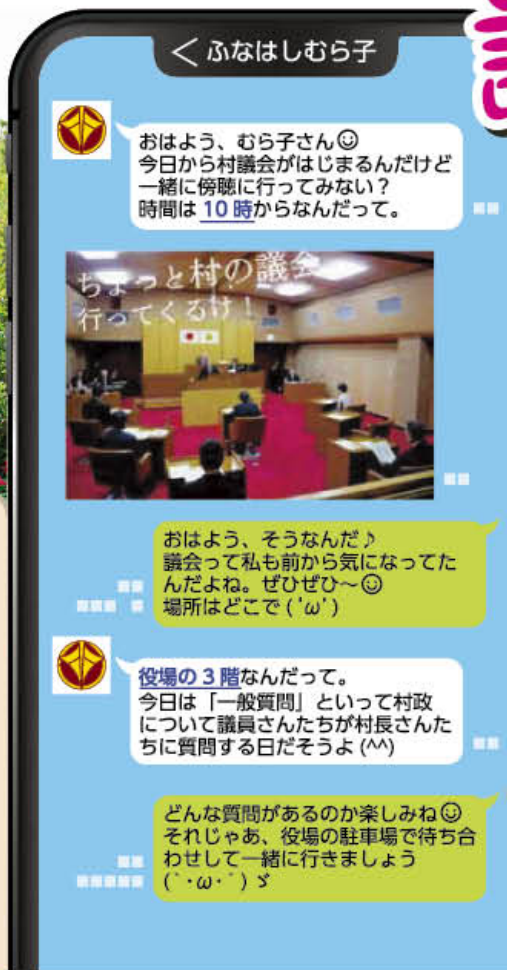 < ふなはしむら子
おはよう、むら子さん☺
今日から村議会がはじまるんだけど
一緒に傍聴に行ってみない？
時間は 10 時からなんだって。
ちょっと村の議会
行ってくるけ！
おはよう、そうなんだ♪
議会って私も前から気になってた
んだよね。ぜひぜひ～☺
場所はどこで ( 'ω' )
役場の 3 階なんだって。
今日は「一般質問」といって村政
について議員さんたちが村長さんた
ちに質問する日だそうよ (^^)
どんな質問があるのか楽しみね☺
それじゃあ、役場の駐車場で待ち合
わせして一緒に行きましょう
(｀・ω・´) ゞ